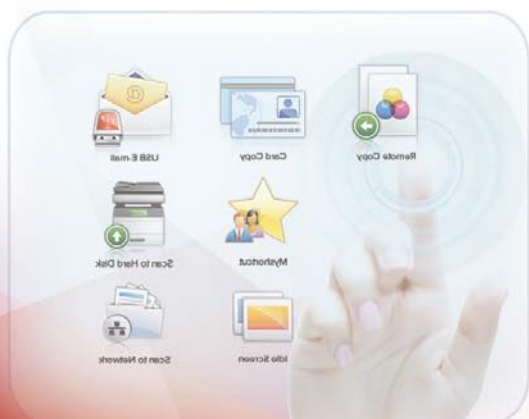 USB E-mail
Card Copy
Remote Copy
Scan to Hard Disk
Myshortcut
Scan to Network
Idle Screen